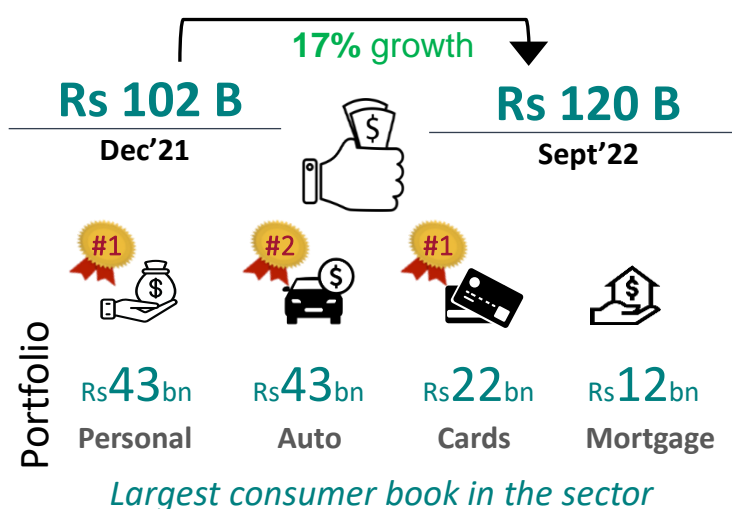 17% growth
Rs 102 B
Rs 120 B
Dec’21
Sept’22
$
#1
#2
#1
$
$
$
Portfolio
Rs43bn
Rs43bn
Rs22bn
Rs12bn
Personal
Auto
Cards
Mortgage
Largest consumer book in the sector